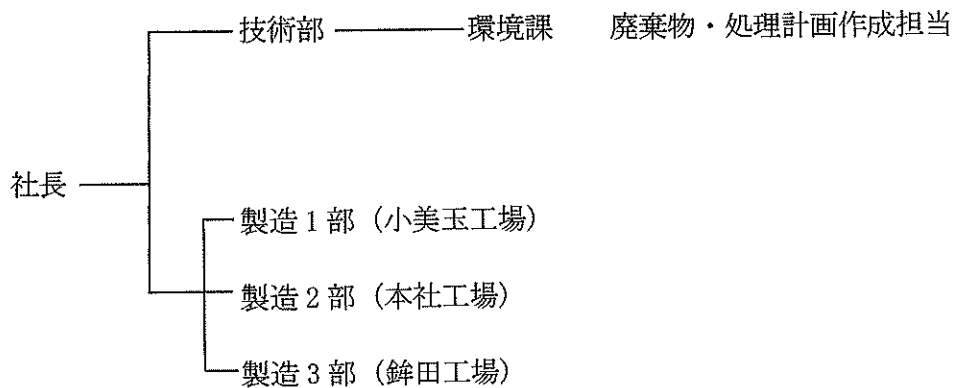 技術部 環境課 廃棄物・処理計画作成担当
社長
製造1部（小美玉工場）
製造2部（本社工場）
製造3部（鉾田工場）